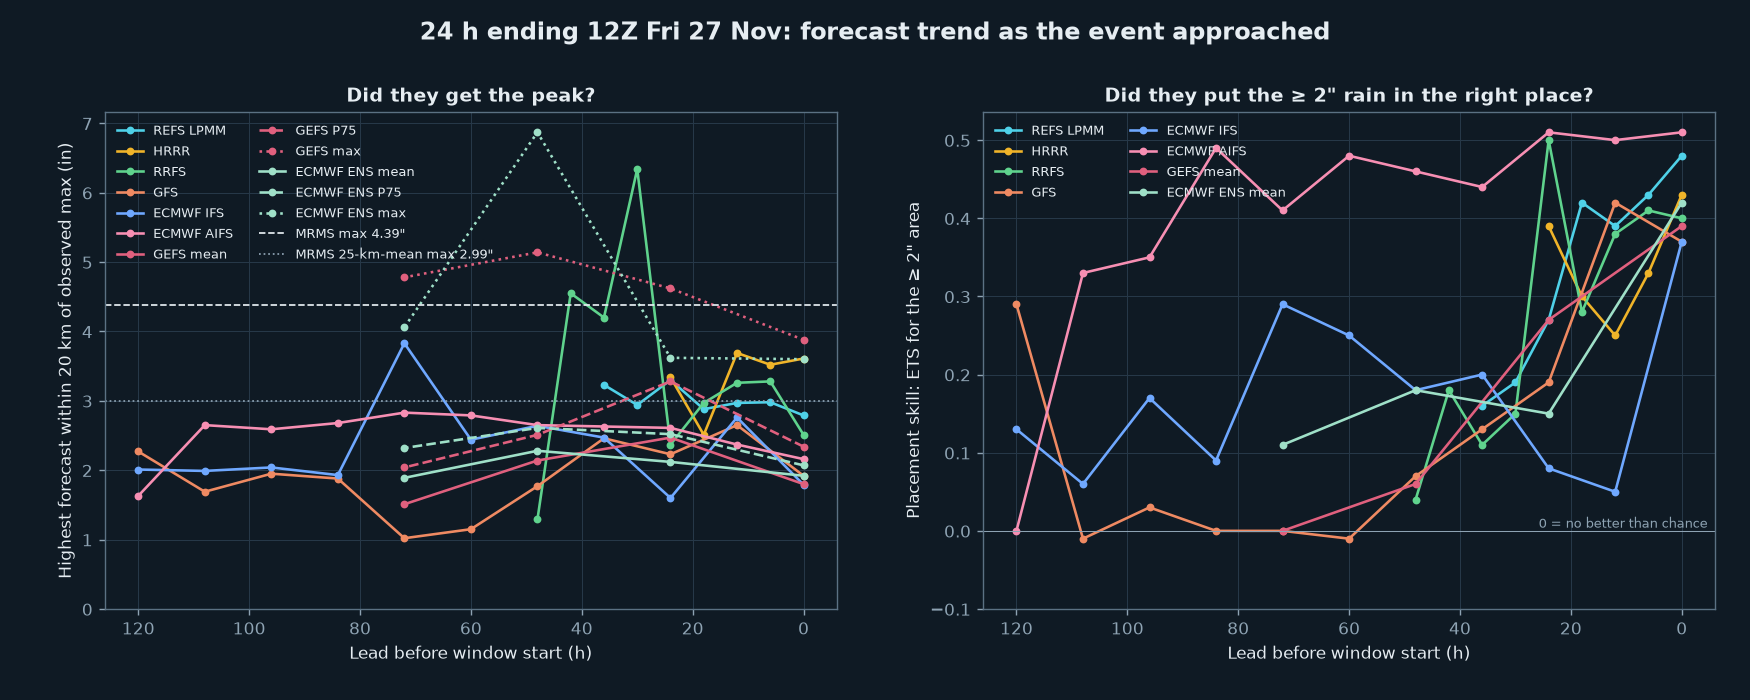 24 h ending 12Z Fri 27 Nov: forecast trend as the event approached
Did they get the peak?
Highest forecast within 20 km of observed max (in)
7
6
5
4
3
2
1
0
REFS LPMM
HRRR
RRFS
GFS
ECMWF IFS
ECMWF AIFS
GEFS mean
GEFS P75
GEFS max
ECMWF ENS mean
ECMWF ENS P75
ECMWF ENS max
MRMS max 4.39"
MRMS 25-km-mean max 2.99"
120 100 80 60 40 20 0
Lead before window start (h)
Did they put the ≥ 2" rain in the right place?
Placement skill: ETS for the ≥ 2" area
0.5
0.4
0.3
0.2
0.1
0.0
−0.1
REFS LPMM
HRRR
RRFS
GFS
ECMWF IFS
ECMWF AIFS
GEFS mean
ECMWF ENS mean
0 = no better than chance
120 100 80 60 40 20 0
Lead before window start (h)